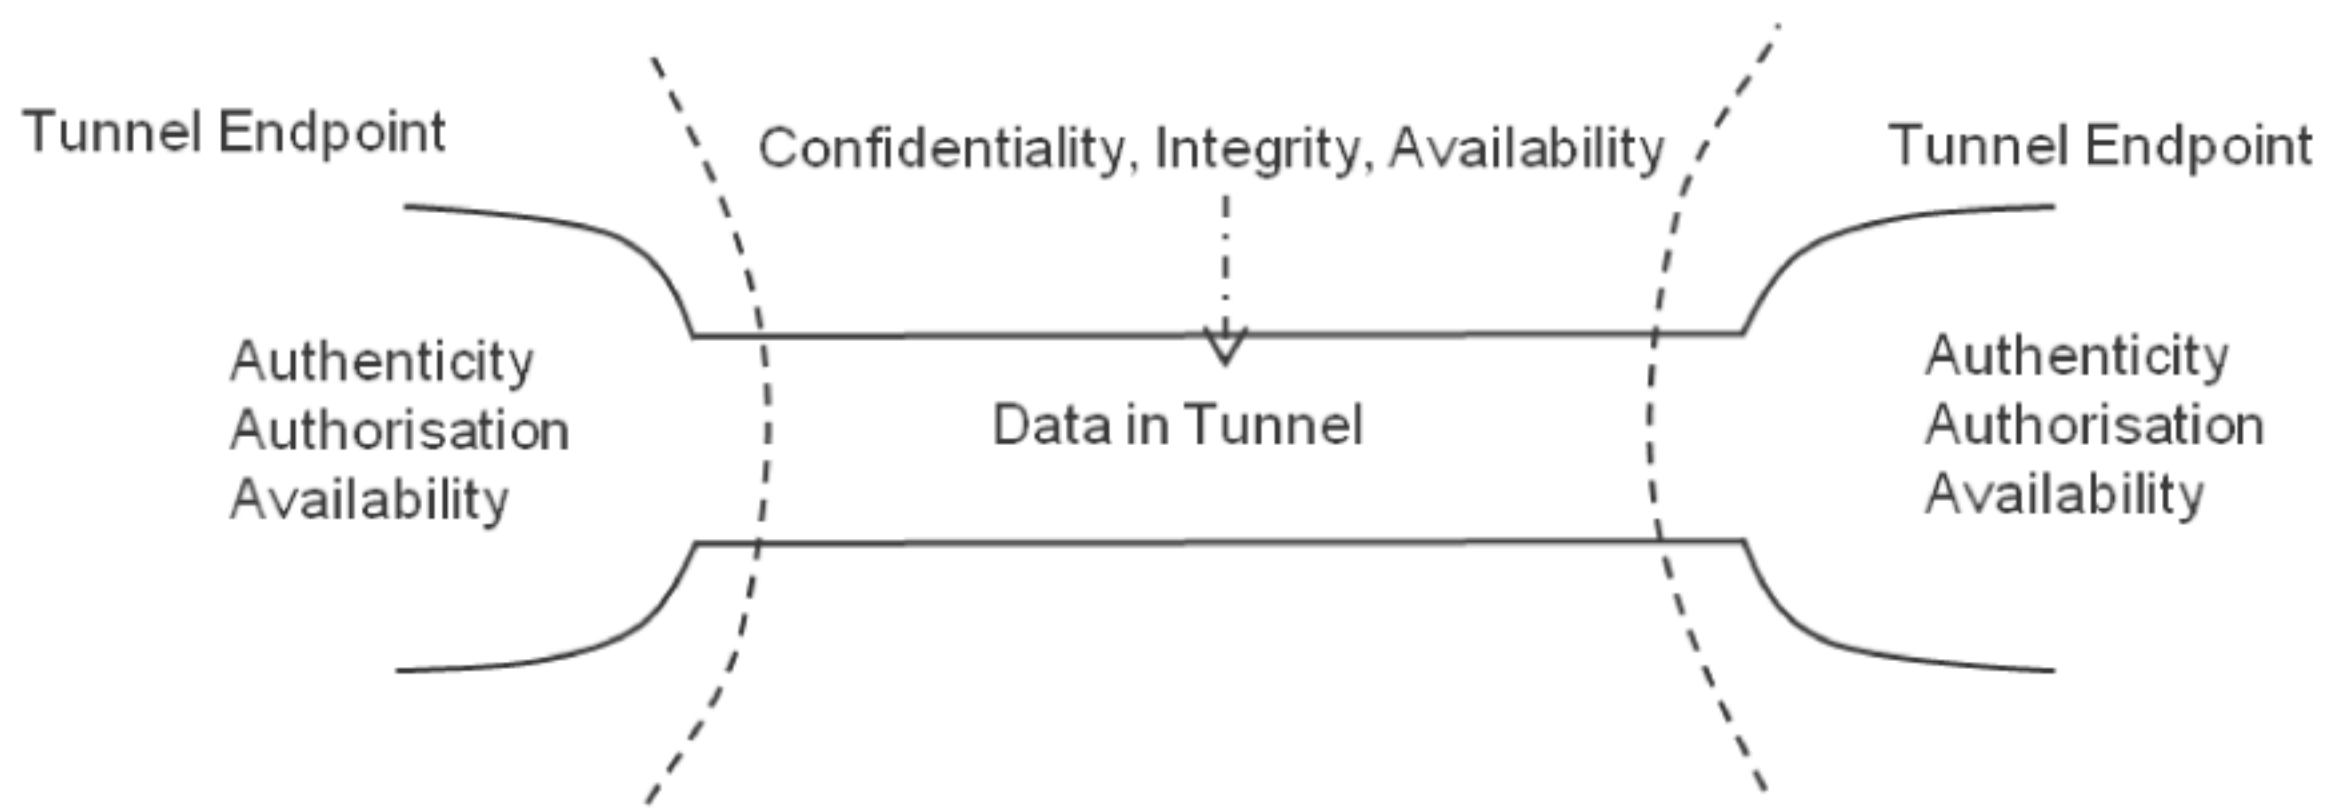 Tunnel Endpoint
Confidentiality, Integrity, Availability
Tunnel Endpoint
Authenticity
Authorisation
Availability
Data in Tunnel
Authenticity
Authorisation
Availability